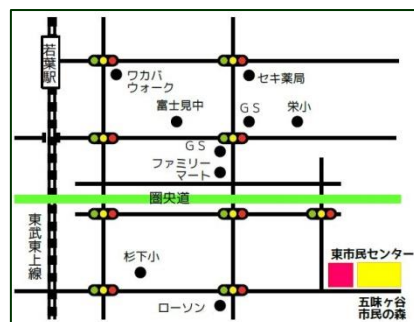 若葉駅
ワカバ
ウォーク
セキ薬局
富士見中
GS
栄小
GS
ファミリー
マート
圏央道
東武東上線
杉下小
東市民センター
ローソン
五味ヶ谷
市民の森